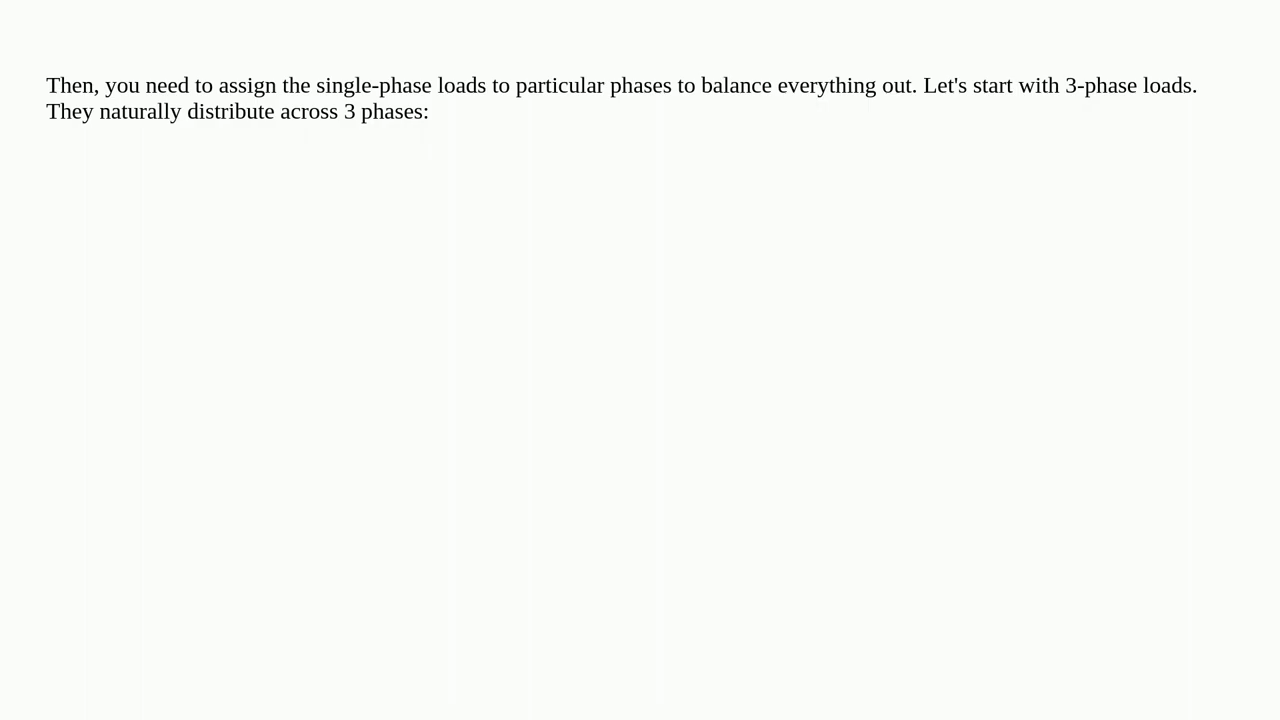 Then, you need to assign the single-phase loads to particular phases to balance everything out. Let's start with 3-phase loads.
They naturally distribute across 3 phases: